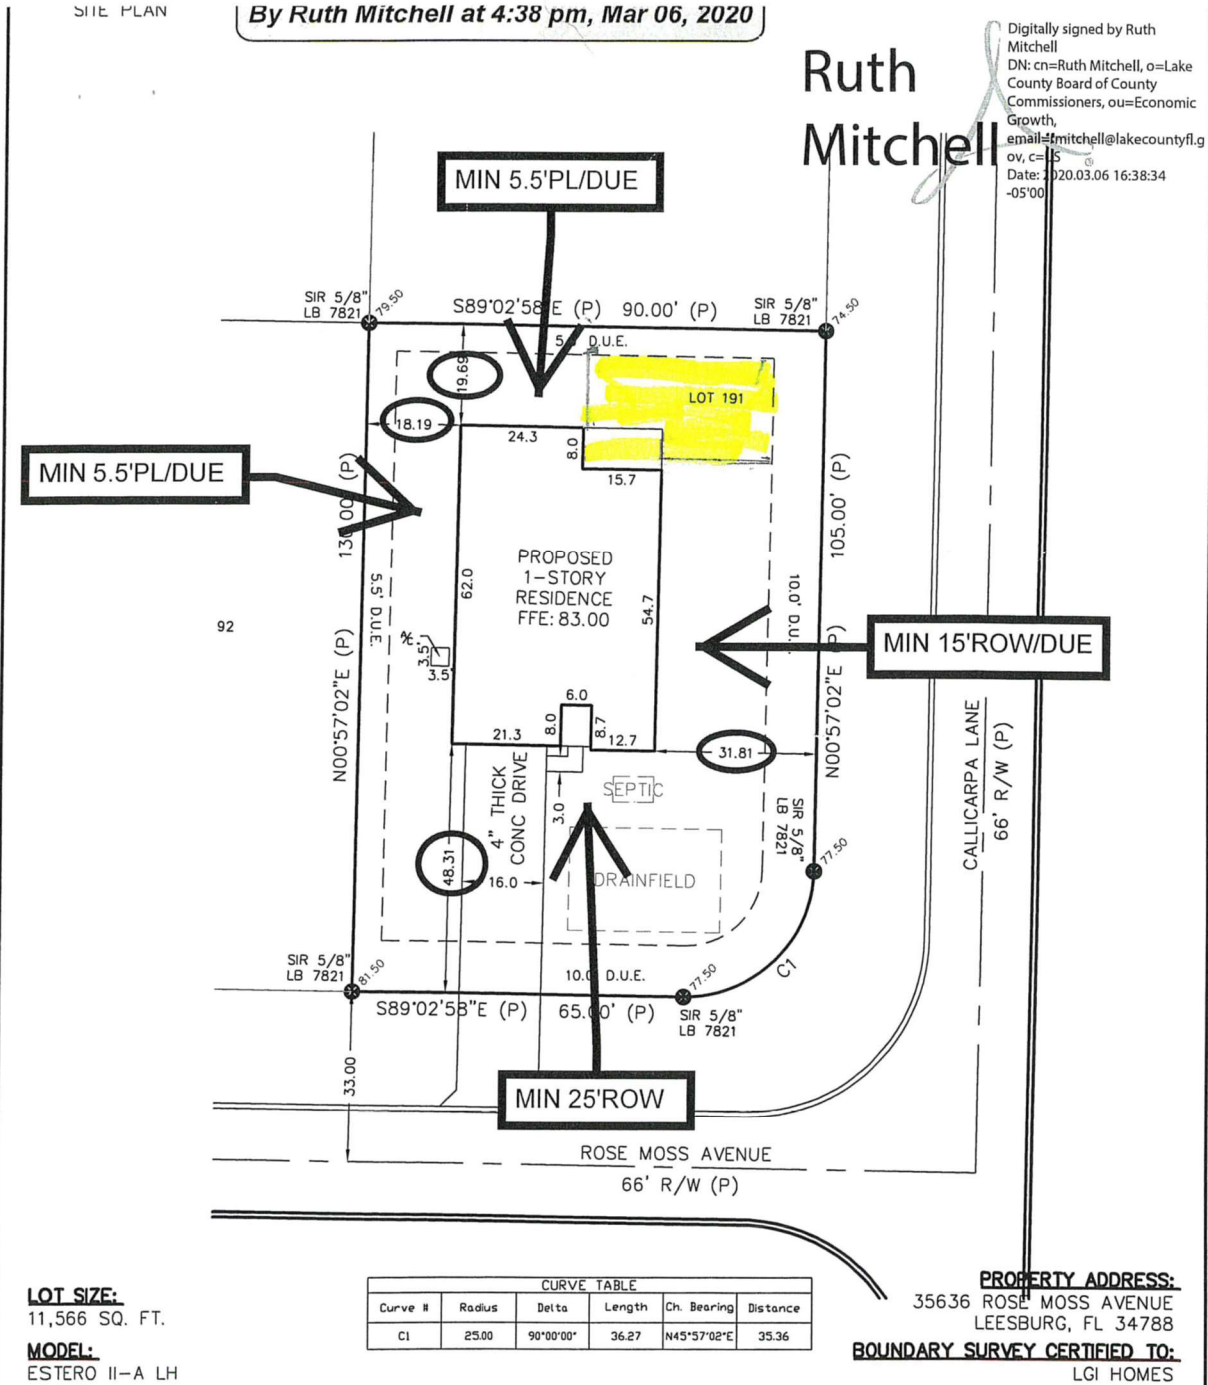 SITE PLAN
By Ruth Mitchell at 4:38 pm, Mar 06, 2020
Ruth
Mitchell
Digitally signed by Ruth
Mitchell
DN: cn=Ruth Mitchell, o=Lake
County Board of County
Commissioners, ou=Economic
Growth,
email=rmitchell@lakecountyfl.g
ov, c=US
Date: 2020.03.06 16:38:34
-05'00'
MIN 5.5'PL/DUE
SIR 5/8"
LB 7821
79.50
S89°02'58"E (P) 90.00' (P)
SIR 5/8"
LB 7821
74.50
D.U.E.
19.69
LOT 191
18.19
24.3
8.0
15.7
MIN 5.5'PL/DUE
130.00' (P)
105.00' (P)
PROPOSED
1-STORY
RESIDENCE
FFE: 83.00
62.0
54.7
5.5' D.U.E.
10.0' D.U.E.
92
A/C
3.5'
3.5'
MIN 15'ROW/DUE
N00°57'02"E (P)
N00°57'02"E (P)
6.0
8.0
8.7
21.3
12.7
31.81
CALLICARPA LANE
66' R/W (P)
4" THICK
CONC DRIVE
3.0
SEPTIC
SIR 5/8"
LB 7821
77.50
48.31
16.0
DRAINFIELD
SIR 5/8"
LB 7821
81.50
10.0' D.U.E.
77.50
C1
S89°02'58"E (P) 65.00' (P)
SIR 5/8"
LB 7821
33.00
MIN 25'ROW
ROSE MOSS AVENUE
66' R/W (P)
LOT SIZE:
11,566 SQ. FT.
MODEL:
ESTERO II-A LH
CURVE TABLE
Curve # Radius Delta Length Ch. Bearing Distance
C1 25.00 90°00'00" 36.27 N45°57'02"E 35.36
PROPERTY ADDRESS:
35636 ROSE MOSS AVENUE
LEESBURG, FL 34788
BOUNDARY SURVEY CERTIFIED TO:
LGI HOMES